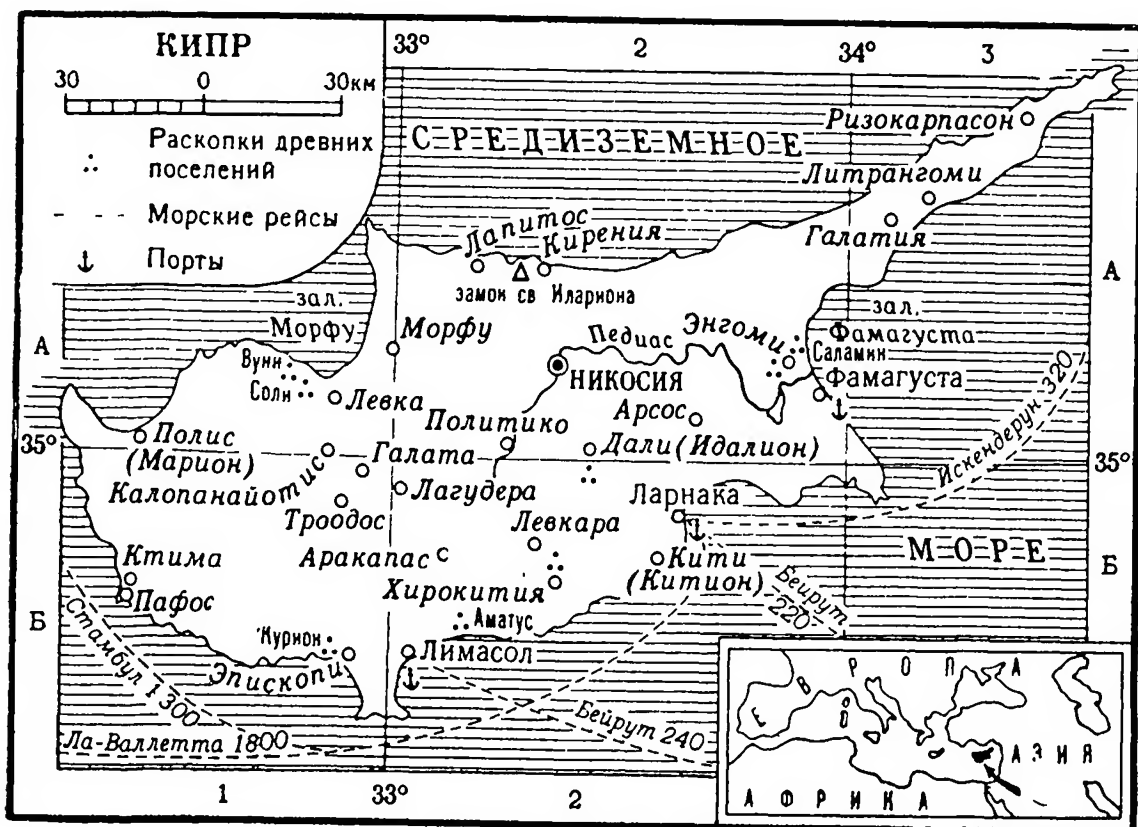 КИПР
30 0 30км
Раскопки древних
поселений
Морские рейсы
Порты
33° 2 34° 3
С Р Е Д И З Е М Н О Е
Ризокарпасон
Литрангоми
Галатия
Лапитос
Кирения
замок св Илариона
А
зал.
Морфу
Морфу
Педиас
Энгоми
зал.
Фамагуста
Саламин
Фамагуста
А
Вуни
Соли
Левка
НИКОСИЯ
Арсос
Политико
35°
Полис
(Марион)
Галата
Дали (Идалион)
35°
Искендерун 320
Калопанайотис
Лагудера
Троодос
Ларнака
Левкара
М О Р Е
Аракапас
Кити
(Китион)
Ктима
Хирокития
Бейрут
220
Б
Пафос
Аматус
Б
Стамбул 1300
Курион
Эпископи
Лимасол
Бейрут 240
Ла-Валлетта 1800
Е В Р О П А
А З И Я
А Ф Р И К А
1 33° 2